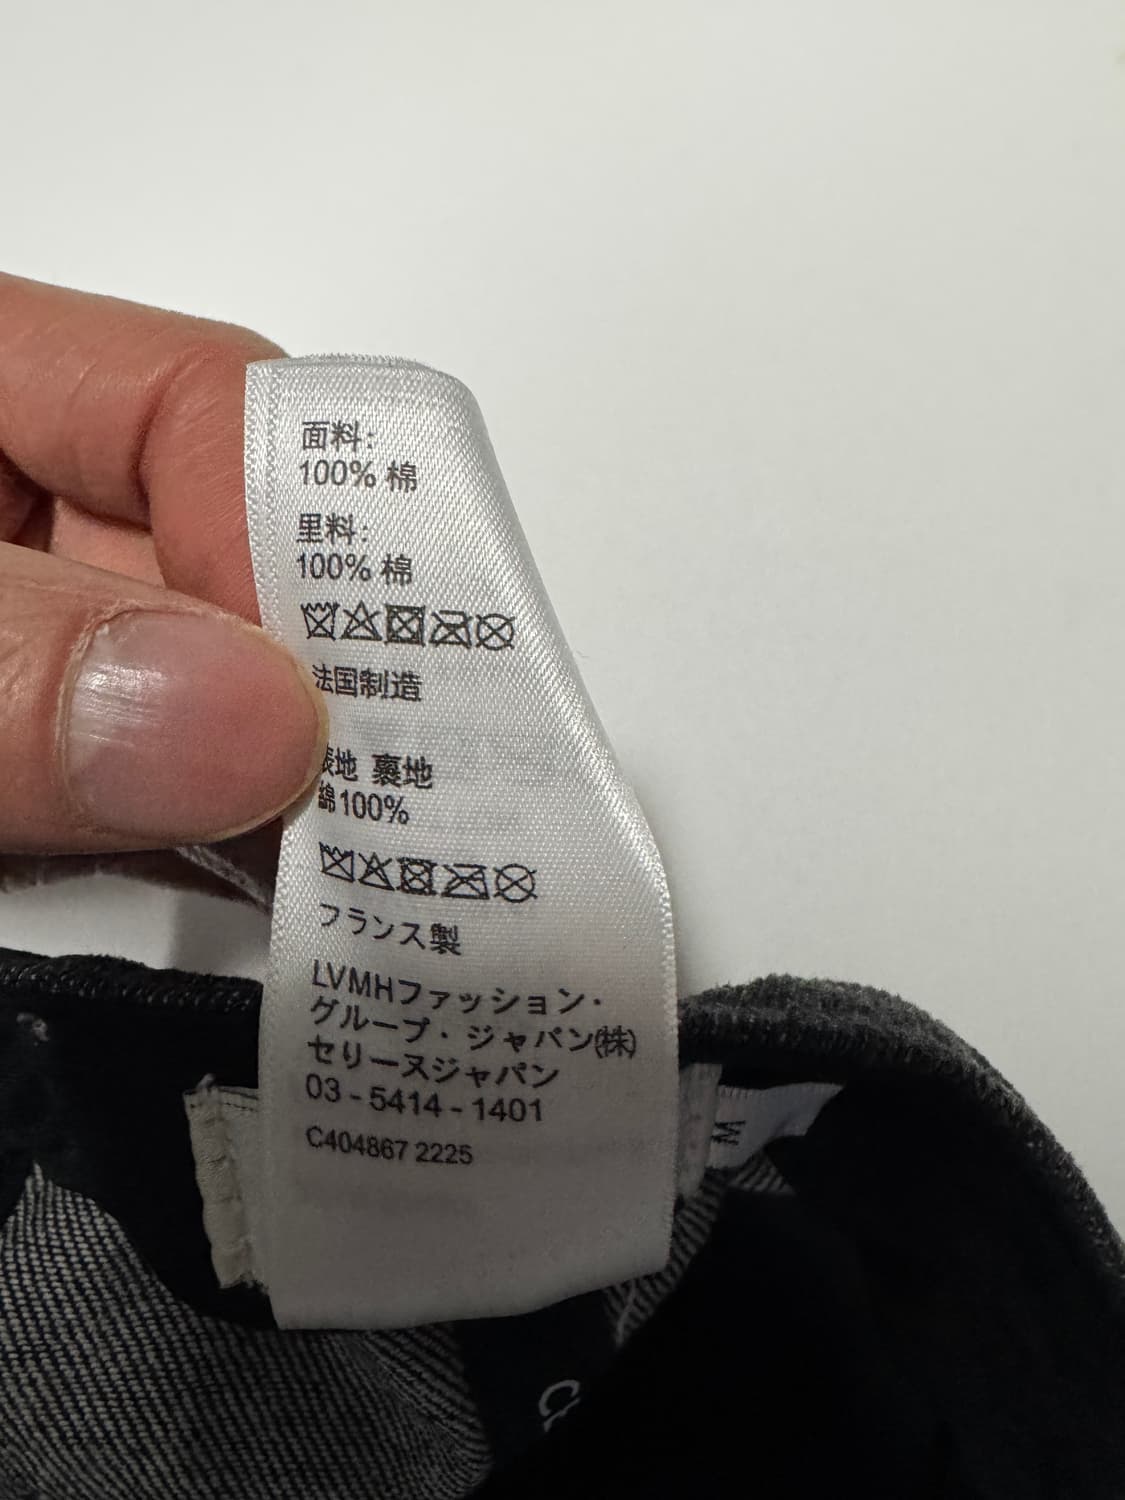 面料:
100% 棉
里料:
100% 棉
法国制造
表地 裏地
綿100%
フランス製
LVMHファッション・
グループ・ジャパン(株)
セリーヌジャパン
03 - 5414 - 1401
C404867 2225
M